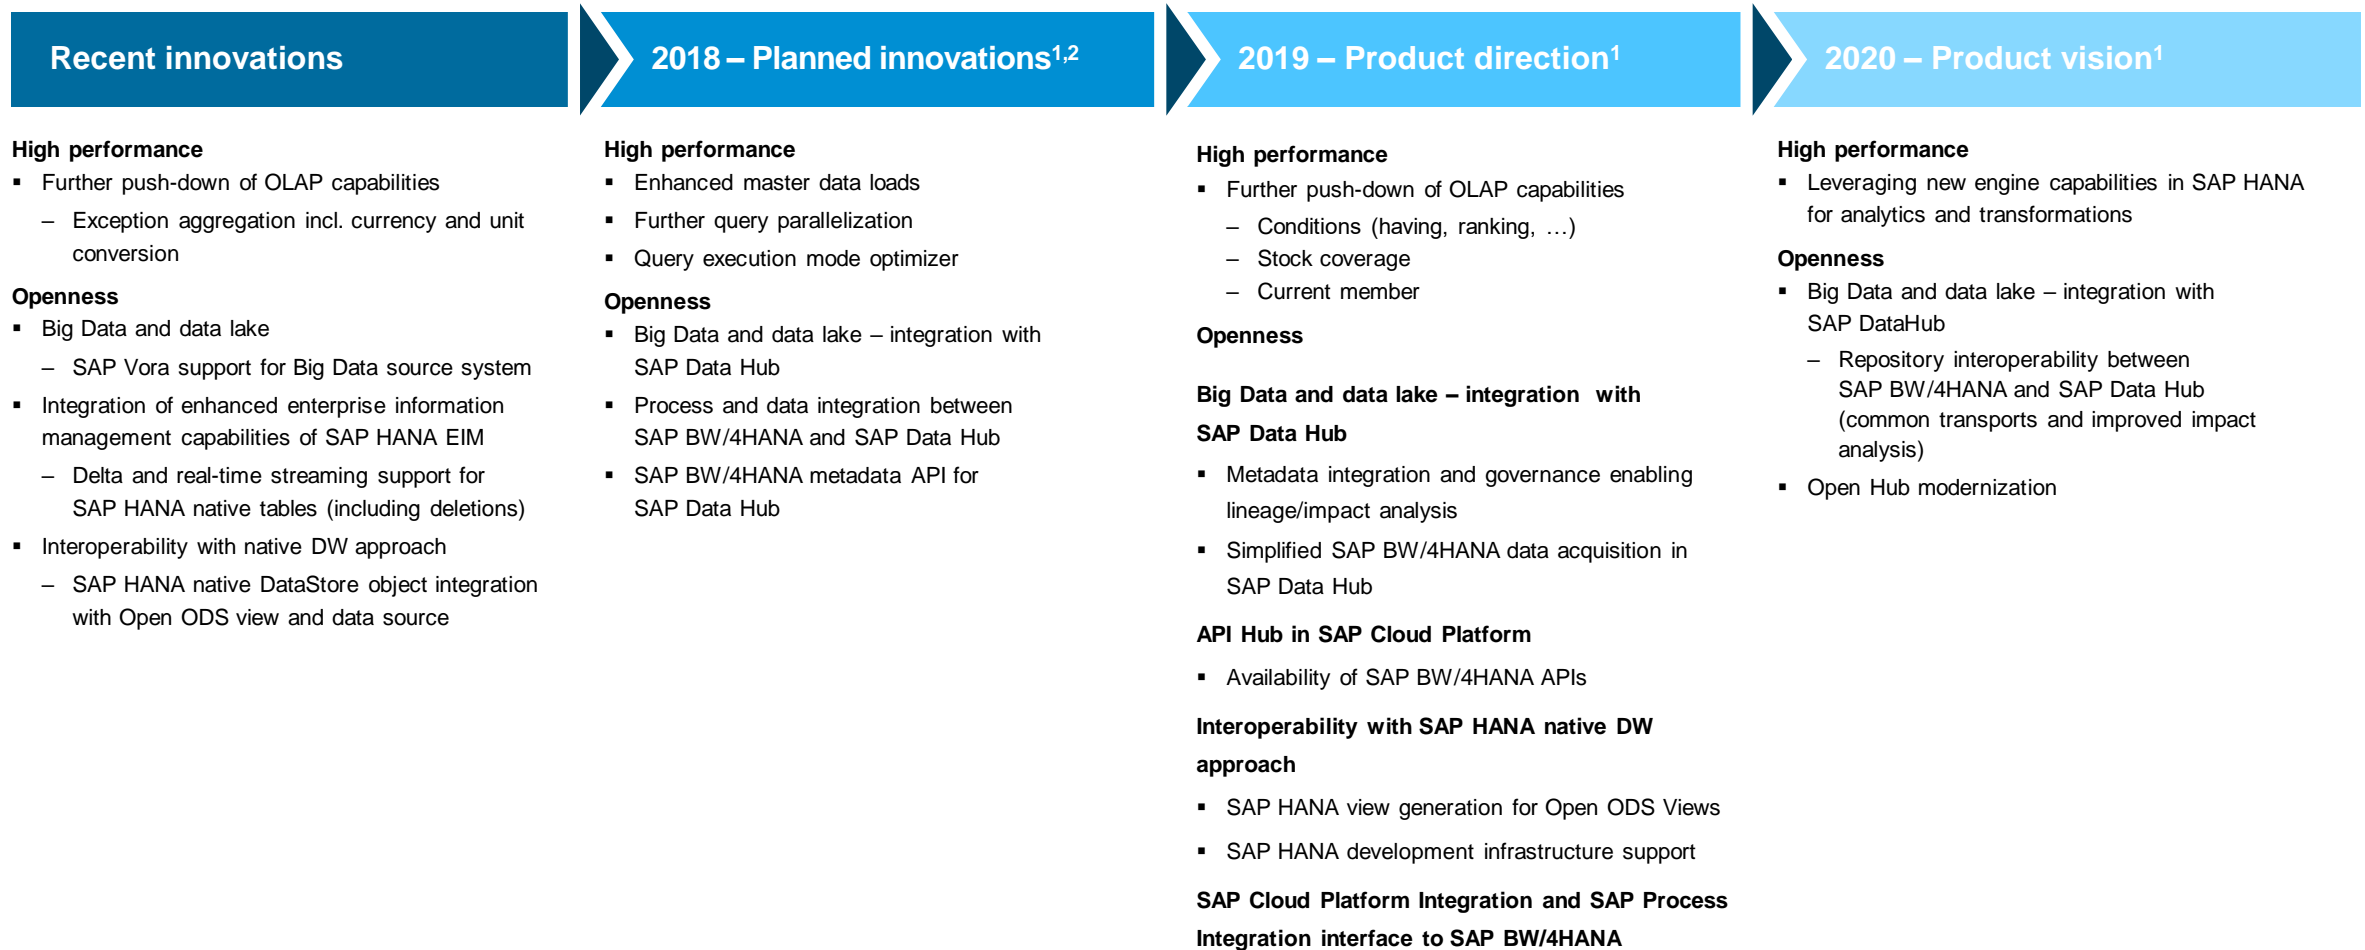 Recent innovations
2018 – Planned innovations1,2
2019 – Product direction1
2020 – Product vision1
High performance
▪ Further push-down of OLAP capabilities
– Exception aggregation incl. currency and unit
conversion
Openness
▪ Big Data and data lake
– SAP Vora support for Big Data source system
▪ Integration of enhanced enterprise information
management capabilities of SAP HANA EIM
– Delta and real-time streaming support for
SAP HANA native tables (including deletions)
▪ Interoperability with native DW approach
– SAP HANA native DataStore object integration
with Open ODS view and data source
High performance
▪ Enhanced master data loads
▪ Further query parallelization
▪ Query execution mode optimizer
Openness
▪ Big Data and data lake – integration with
SAP Data Hub
▪ Process and data integration between
SAP BW/4HANA and SAP Data Hub
▪ SAP BW/4HANA metadata API for
SAP Data Hub
High performance
▪ Further push-down of OLAP capabilities
– Conditions (having, ranking, …)
– Stock coverage
– Current member
Openness
Big Data and data lake – integration with
SAP Data Hub
▪ Metadata integration and governance enabling
lineage/impact analysis
▪ Simplified SAP BW/4HANA data acquisition in
SAP Data Hub
API Hub in SAP Cloud Platform
▪ Availability of SAP BW/4HANA APIs
Interoperability with SAP HANA native DW
approach
▪ SAP HANA view generation for Open ODS Views
▪ SAP HANA development infrastructure support
SAP Cloud Platform Integration and SAP Process
Integration interface to SAP BW/4HANA
High performance
▪ Leveraging new engine capabilities in SAP HANA
for analytics and transformations
Openness
▪ Big Data and data lake – integration with
SAP DataHub
– Repository interoperability between
SAP BW/4HANA and SAP Data Hub
(common transports and improved impact
analysis)
▪ Open Hub modernization